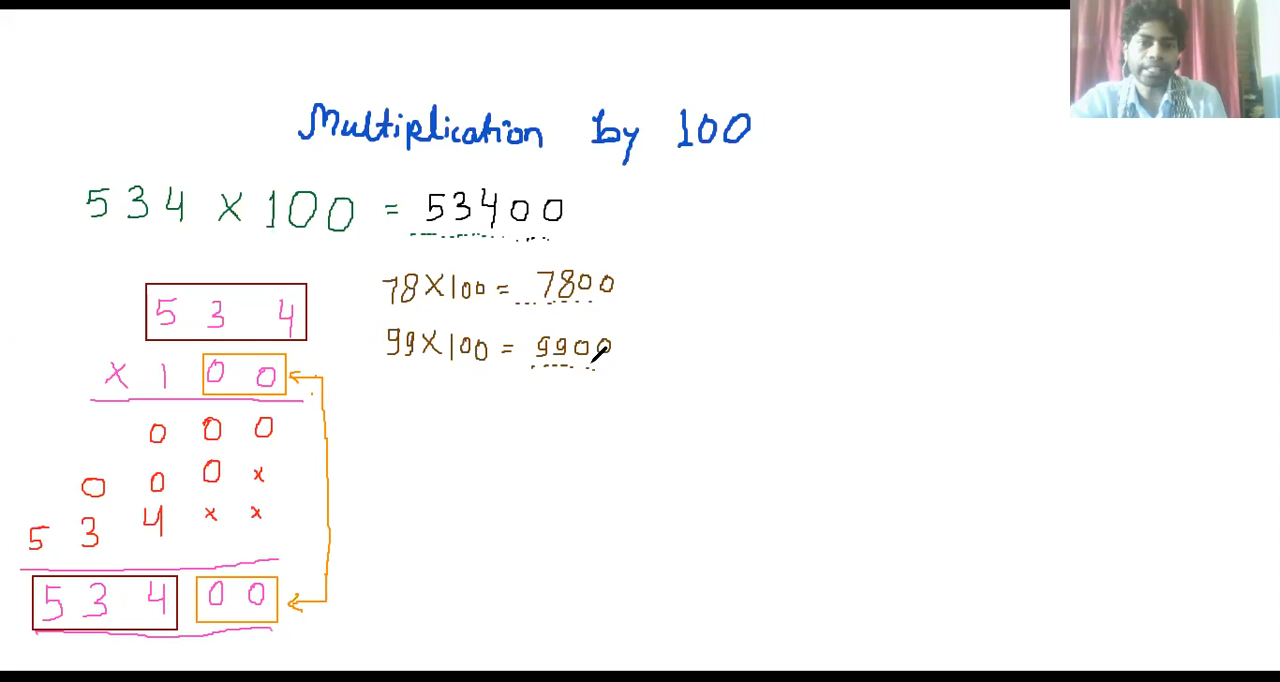 Multiplication by 100
534 × 100 = 53400
78 × 100 = 7800
99 × 100 = 9900
5 3 4
× 1 0 0
0 0 0
0 0 0 ×
5 3 4 × ×
5 3 4 0 0